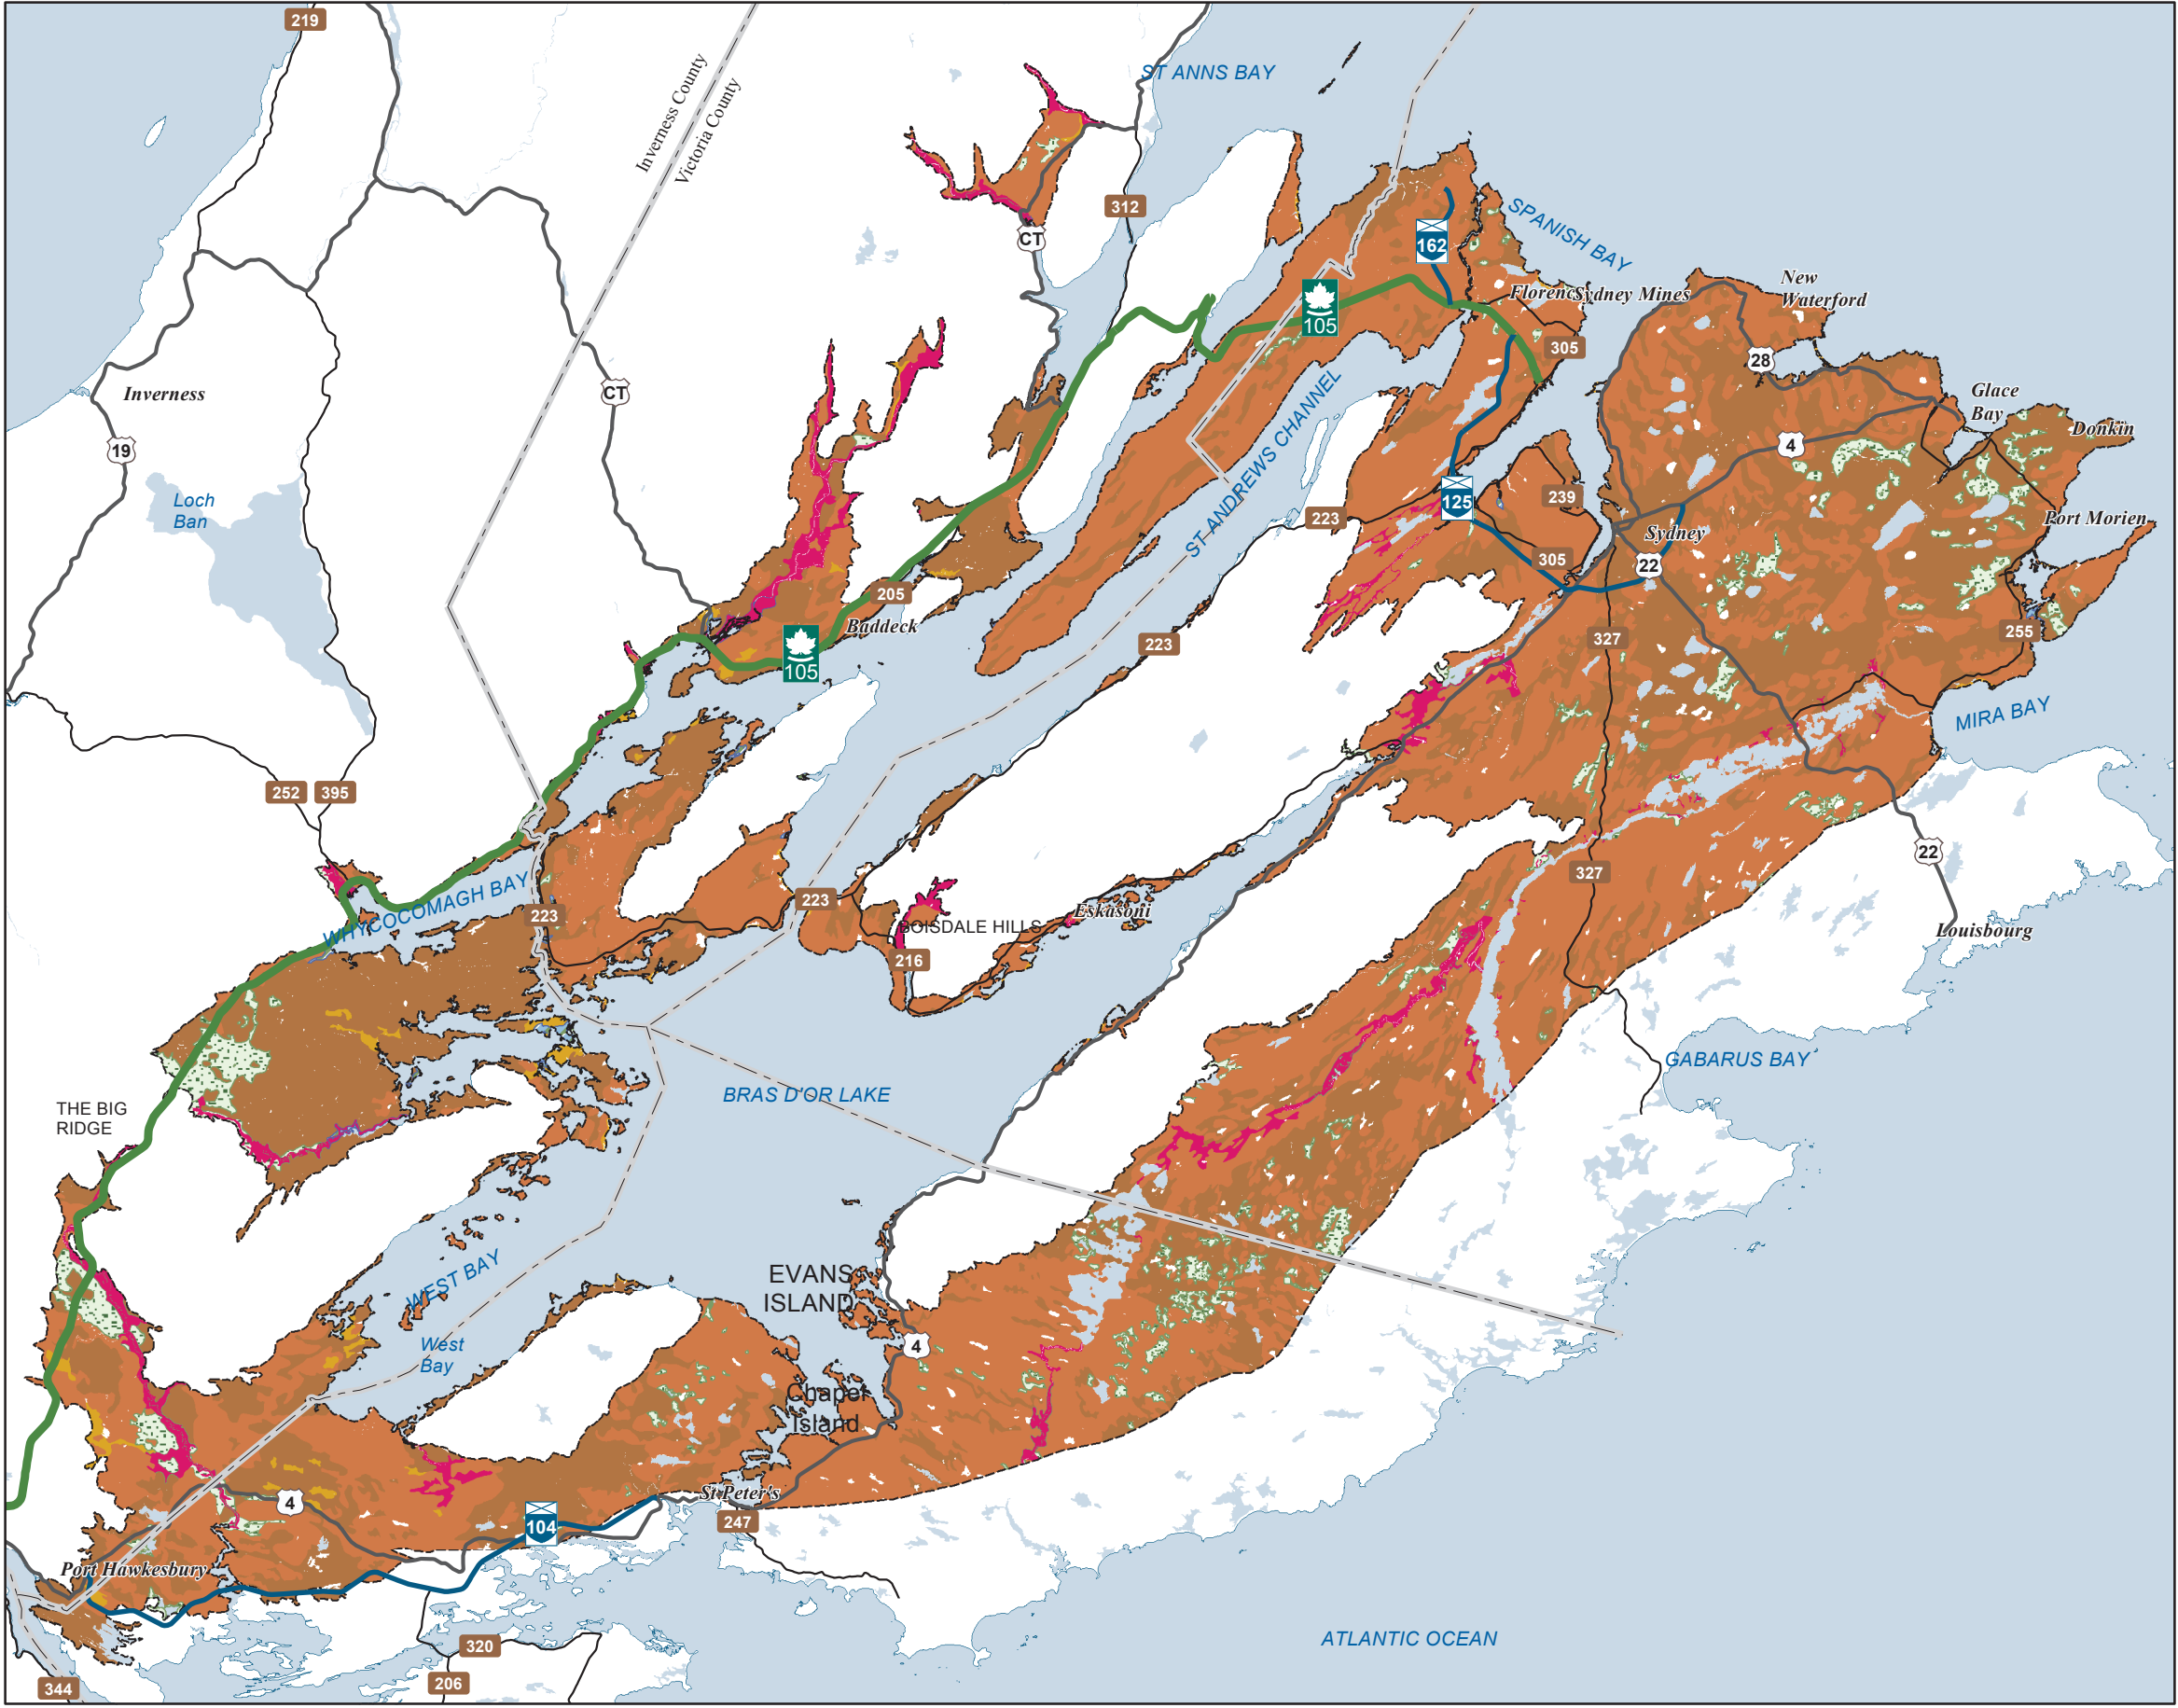 219
Inverness County
Victoria County
ST ANNS BAY
312
CT
162
SPANISH BAY
105
Florenc
Sydney Mines
New
Waterford
305
28
Inverness
CT
Glace
Bay
19
4
Donkin
ST ANDREWS CHANNEL
Loch
Ban
125
239
223
Port Morien
Sydney
305
22
205
Baddeck
105
223
327
255
MIRA BAY
252
395
22
327
WHYCOCOMAGH BAY
223
223
Eskasoni
BOISDALE HILLS
216
Louisbourg
GABARUS BAY
BRAS D'OR LAKE
THE BIG
RIDGE
EVANS
ISLAND
WEST BAY
West
Bay
4
Chapel
Island
St Peter's
4
104
247
Port Hawkesbury
ATLANTIC OCEAN
320
206
344